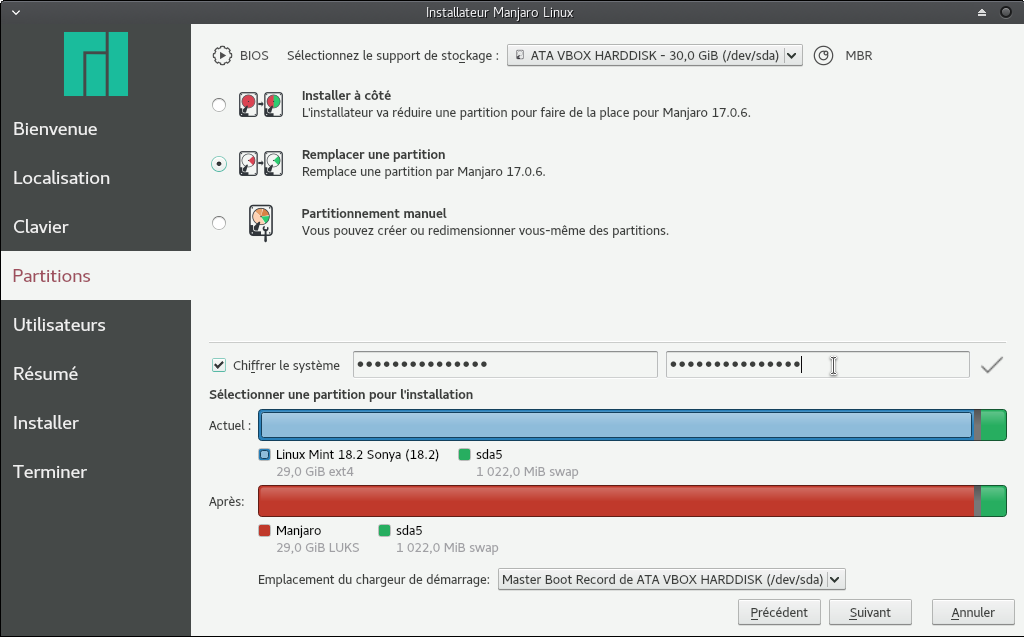 Installateur Manjaro Linux
BIOS Sélectionnez le support de stockage : ATA VBOX HARDDISK - 30,0 GiB (/dev/sda) MBR
Bienvenue
Localisation
Clavier
Partitions
Utilisateurs
Résumé
Installer
Terminer
Installer à côté
L'installateur va réduire une partition pour faire de la place pour Manjaro 17.0.6.
Remplacer une partition
Remplace une partition par Manjaro 17.0.6.
Partitionnement manuel
Vous pouvez créer ou redimensionner vous-même des partitions.
Chiffrer le système ●●●●●●●●●●●●●●● ●●●●●●●●●●●●●●●
Sélectionner une partition pour l'installation
Actuel :
Linux Mint 18.2 Sonya (18.2) sda5
29,0 GiB ext4 1 022,0 MiB swap
Après:
Manjaro sda5
29,0 GiB LUKS 1 022,0 MiB swap
Emplacement du chargeur de démarrage: Master Boot Record de ATA VBOX HARDDISK (/dev/sda)
Précédent Suivant Annuler